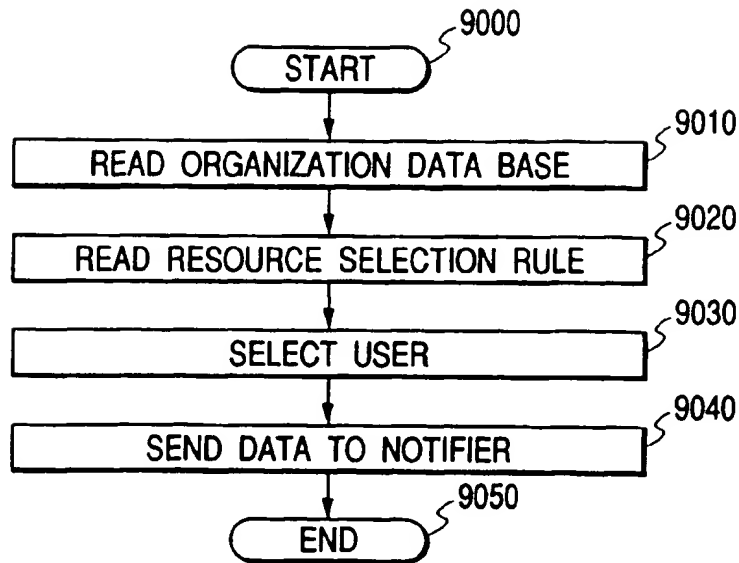 9000
START
9010
READ ORGANIZATION DATA BASE
9020
READ RESOURCE SELECTION RULE
9030
SELECT USER
9040
SEND DATA TO NOTIFIER
9050
END